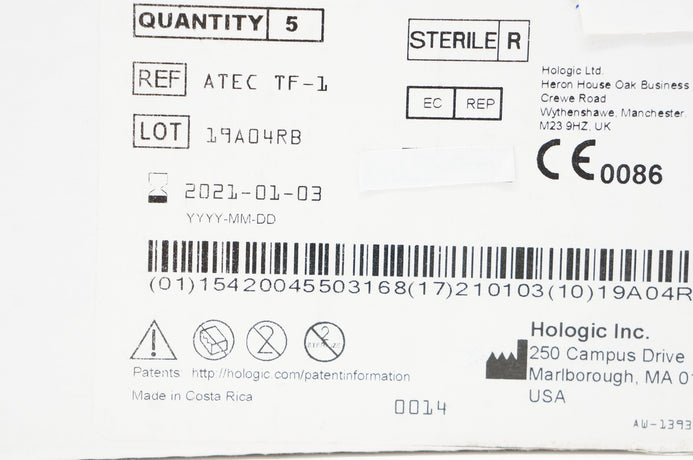 QUANTITY 5
STERILE R
REF ATEC TF-1
Hologic Ltd.
Heron House Oak Business
Crewe Road
Wythenshawe, Manchester.
M23 9HZ, UK
EC REP
LOT 19A04RB
CE 0086
2021-01-03
YYYY-MM-DD
(01)15420045503168(17)210103(10)19A04R
2
2
Hologic Inc.
250 Campus Drive
Marlborough, MA 01
USA
Patents http://hologic.com/patentinformation
Made in Costa Rica
0014
AW-1393